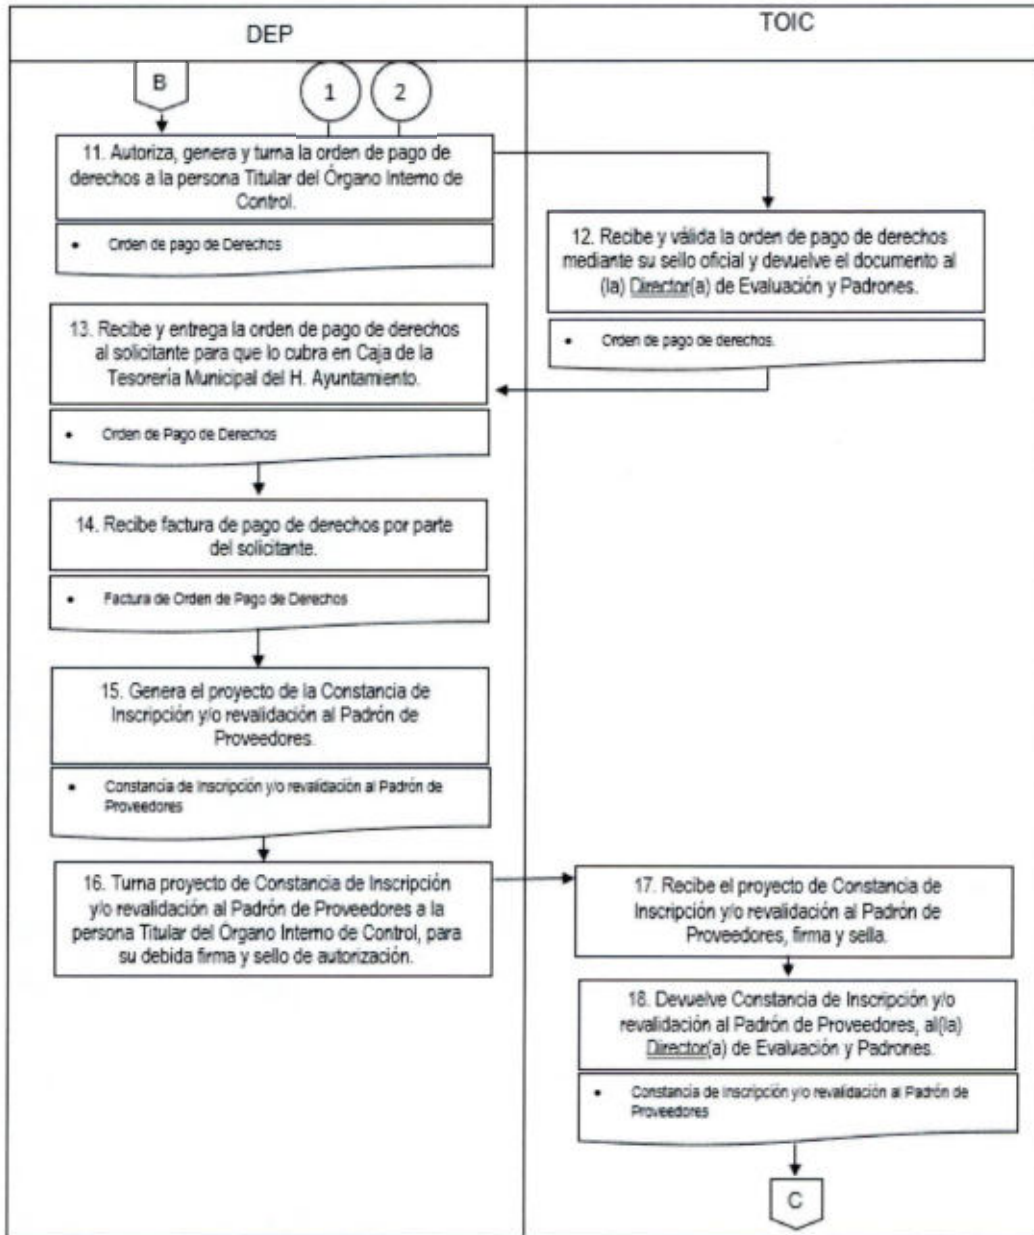 DEP
TOIC
B
1
2
11. Autoriza, genera y turna la orden de pago de
derechos a la persona Titular del Órgano Interno de
Control.
• Orden de pago de Derechos
12. Recibe y válida la orden de pago de derechos
mediante su sello oficial y devuelve el documento al
(la) Director(a) de Evaluación y Padrones.
• Orden de pago de derechos.
13. Recibe y entrega la orden de pago de derechos
al solicitante para que lo cubra en Caja de la
Tesorería Municipal del H. Ayuntamiento.
• Orden de Pago de Derechos
14. Recibe factura de pago de derechos por parte
del solicitante.
• Factura de Orden de Pago de Derechos
15. Genera el proyecto de la Constancia de
Inscripción y/o revalidación al Padrón de
Proveedores.
• Constancia de Inscripción y/o revalidación al Padrón de
Proveedores
16. Turna proyecto de Constancia de Inscripción
y/o revalidación al Padrón de Proveedores a la
persona Titular del Organo Interno de Control, para
su debida firma y sello de autorización.
17. Recibe el proyecto de Constancia de
Inscripción y/o revalidación al Padrón de
Proveedores, firma y sella.
18. Devuelve Constancia de Inscripción y/o
revalidación al Padrón de Proveedores, al(la)
Director(a) de Evaluación y Padrones.
• Constancia de Inscripción y/o revalidación al Padrón de
Proveedores
C